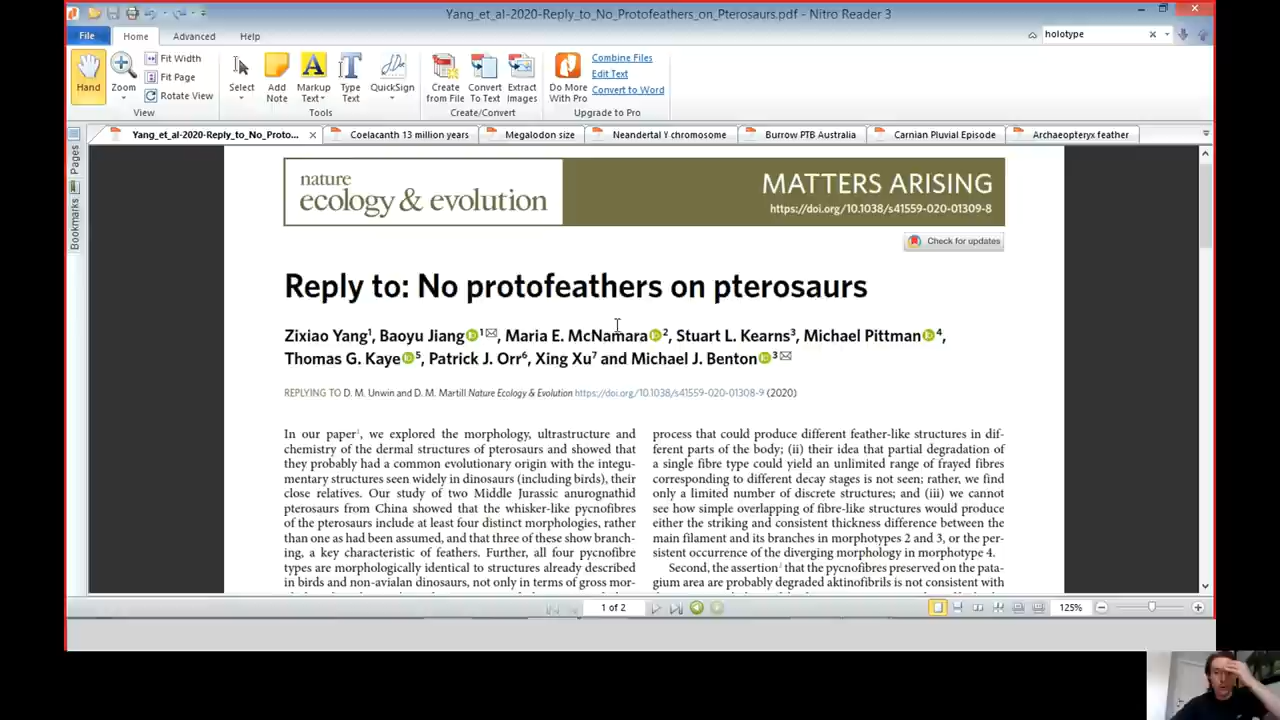 Yang_et_al-2020-Reply_to_No_Protofeathers_on_Pterosaurs.pdf - Nitro Reader 3
File
Home
Advanced
Help
holotype
Hand
Zoom
Fit Width
Fit Page
Rotate View
View
Select
Add Note
Markup Text
Type Text
QuickSign
Tools
Create from File
Convert To Text
Extract Images
Create/Convert
Do More With Pro
Combine Files
Edit Text
Convert to Word
Upgrade to Pro
Yang_et_al-2020-Reply_to_No_Proto...
Coelacanth 13 million years
Megalodon size
Neandertal Y chromosome
Burrow PTB Australia
Carnian Pluvial Episode
Archaeopteryx feather
Pages
Bookmarks
nature
ecology & evolution
MATTERS ARISING
https://doi.org/10.1038/s41559-020-01309-8
Check for updates
Reply to: No protofeathers on pterosaurs
Zixiao Yang1, Baoyu Jiang 1, Maria E. McNamara 2, Stuart L. Kearns3, Michael Pittman 4,
Thomas G. Kaye 5, Patrick J. Orr6, Xing Xu7 and Michael J. Benton 3
REPLYING TO D. M. Unwin and D. M. Martill Nature Ecology & Evolution https://doi.org/10.1038/s41559-020-01308-9 (2020)
In our paper1, we explored the morphology, ultrastructure and
chemistry of the dermal structures of pterosaurs and showed that
they probably had a common evolutionary origin with the integu-
mentary structures seen widely in dinosaurs (including birds), their
close relatives. Our study of two Middle Jurassic anurognathid
pterosaurs from China showed that the whisker-like pycnofibres
of the pterosaurs include at least four distinct morphologies, rather
than one as had been assumed, and that three of these show branch-
ing, a key characteristic of feathers. Further, all four pycnofibre
types are morphologically identical to structures already described
in birds and non-avialan dinosaurs, not only in terms of gross mor-
process that could produce different feather-like structures in dif-
ferent parts of the body; (ii) their idea that partial degradation of
a single fibre type could yield an unlimited range of frayed fibres
corresponding to different decay stages is not seen; rather, we find
only a limited number of discrete structures; and (iii) we cannot
see how simple overlapping of fibre-like structures would produce
either the striking and consistent thickness difference between the
main filament and its branches in morphotypes 2 and 3, or the per-
sistent occurrence of the diverging morphology in morphotype 4.
Second, the assertion2 that the pycnofibres preserved on the pata-
gium area are probably degraded aktinofibrils is not consistent with
1 of 2
125%